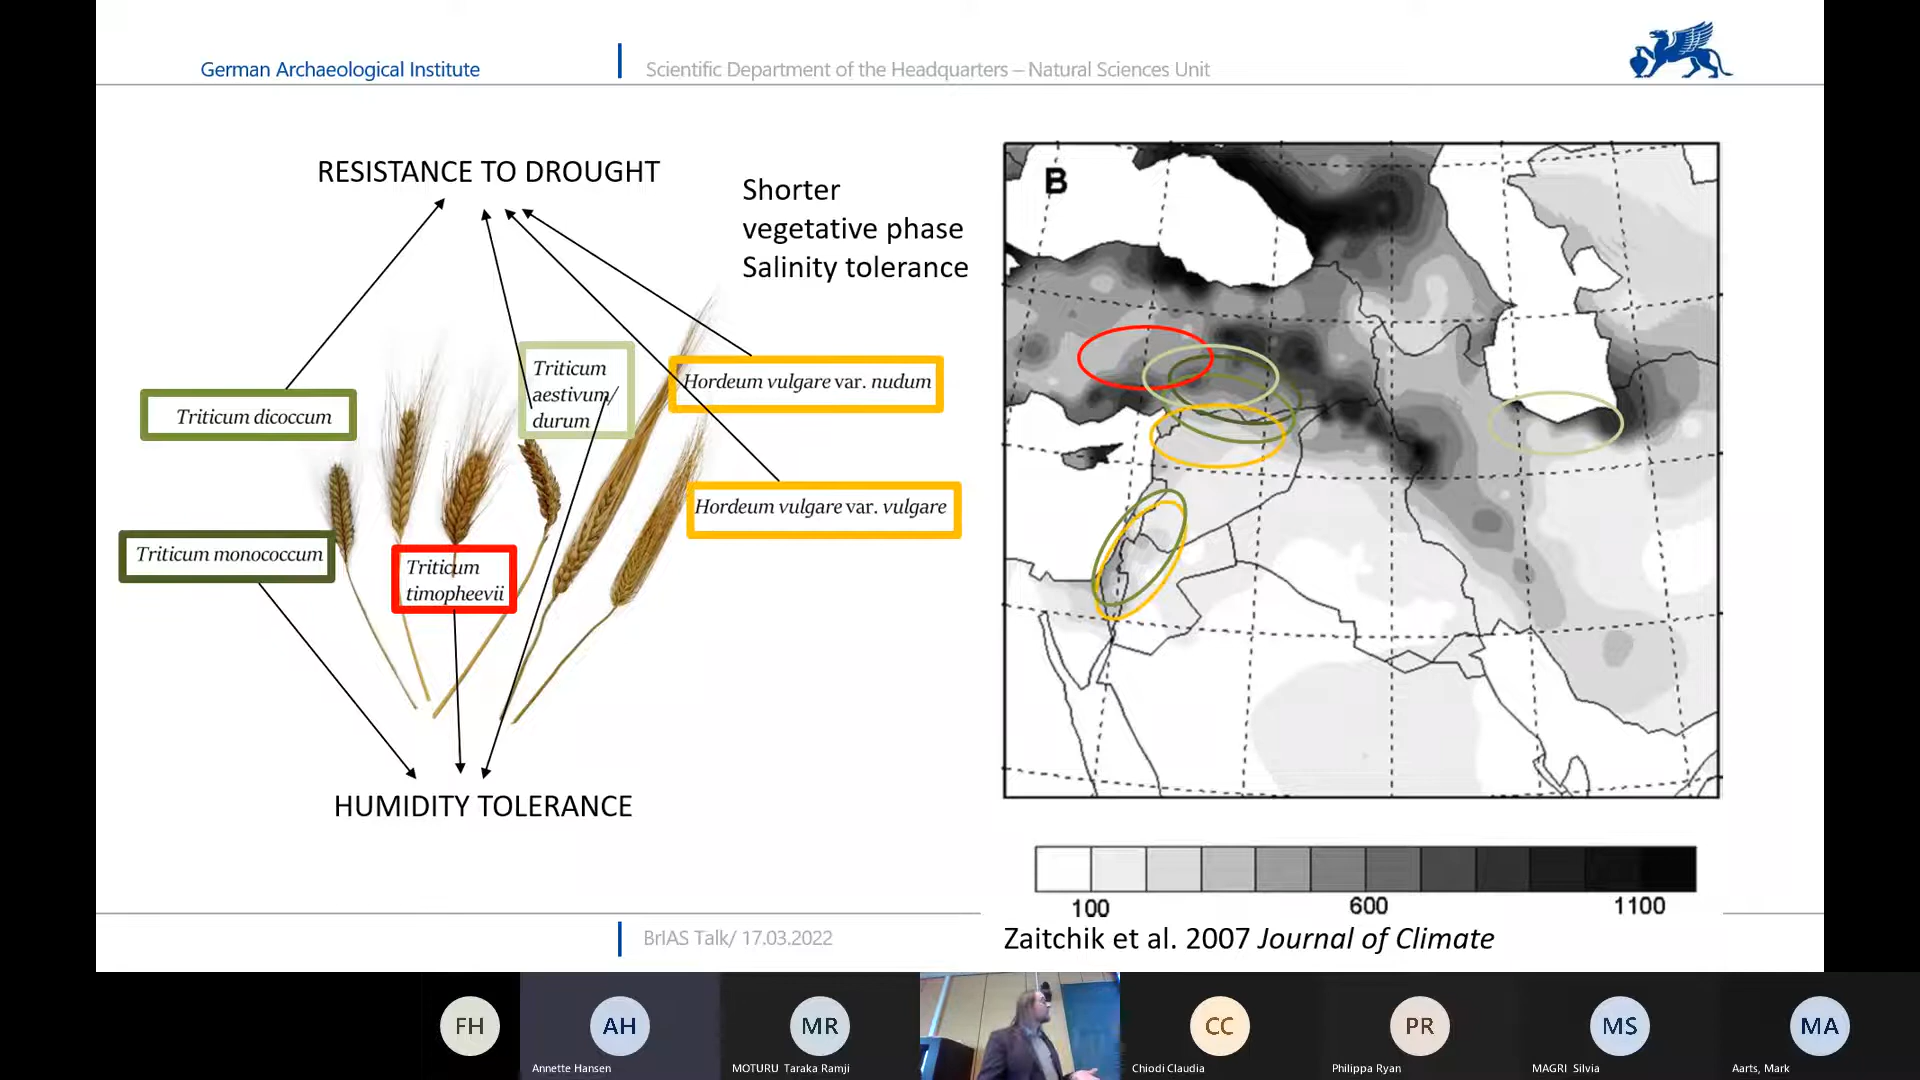 German Archaeological Institute
Scientific Department of the Headquarters – Natural Sciences Unit
RESISTANCE TO DROUGHT
Shorter
vegetative phase
Salinity tolerance
Triticum
aestivum/
durum
Hordeum vulgare var. nudum
Triticum dicoccum
Hordeum vulgare var. vulgare
Triticum monococcum
Triticum
timopheevii
HUMIDITY TOLERANCE
B
100 600 1100
Zaitchik et al. 2007 Journal of Climate
BrIAS Talk/ 17.03.2022
FH
AH
Annette Hansen
MR
MOTURU Taraka Ramji
CC
Chiodi Claudia
PR
Philippa Ryan
MS
MAGRI Silvia
MA
Aarts, Mark